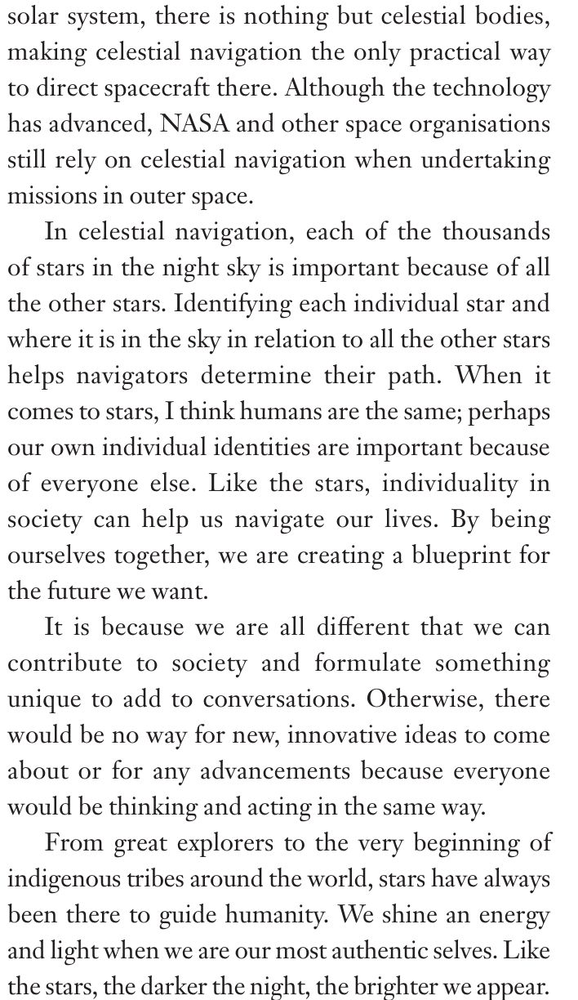 solar system, there is nothing but celestial bodies,
making celestial navigation the only practical way
to direct spacecraft there. Although the technology
has advanced, NASA and other space organisations
still rely on celestial navigation when undertaking
missions in outer space.
In celestial navigation, each of the thousands
of stars in the night sky is important because of all
the other stars. Identifying each individual star and
where it is in the sky in relation to all the other stars
helps navigators determine their path. When it
comes to stars, I think humans are the same; perhaps
our own individual identities are important because
of everyone else. Like the stars, individuality in
society can help us navigate our lives. By being
ourselves together, we are creating a blueprint for
the future we want.
It is because we are all different that we can
contribute to society and formulate something
unique to add to conversations. Otherwise, there
would be no way for new, innovative ideas to come
about or for any advancements because everyone
would be thinking and acting in the same way.
From great explorers to the very beginning of
indigenous tribes around the world, stars have always
been there to guide humanity. We shine an energy
and light when we are our most authentic selves. Like
the stars, the darker the night, the brighter we appear.